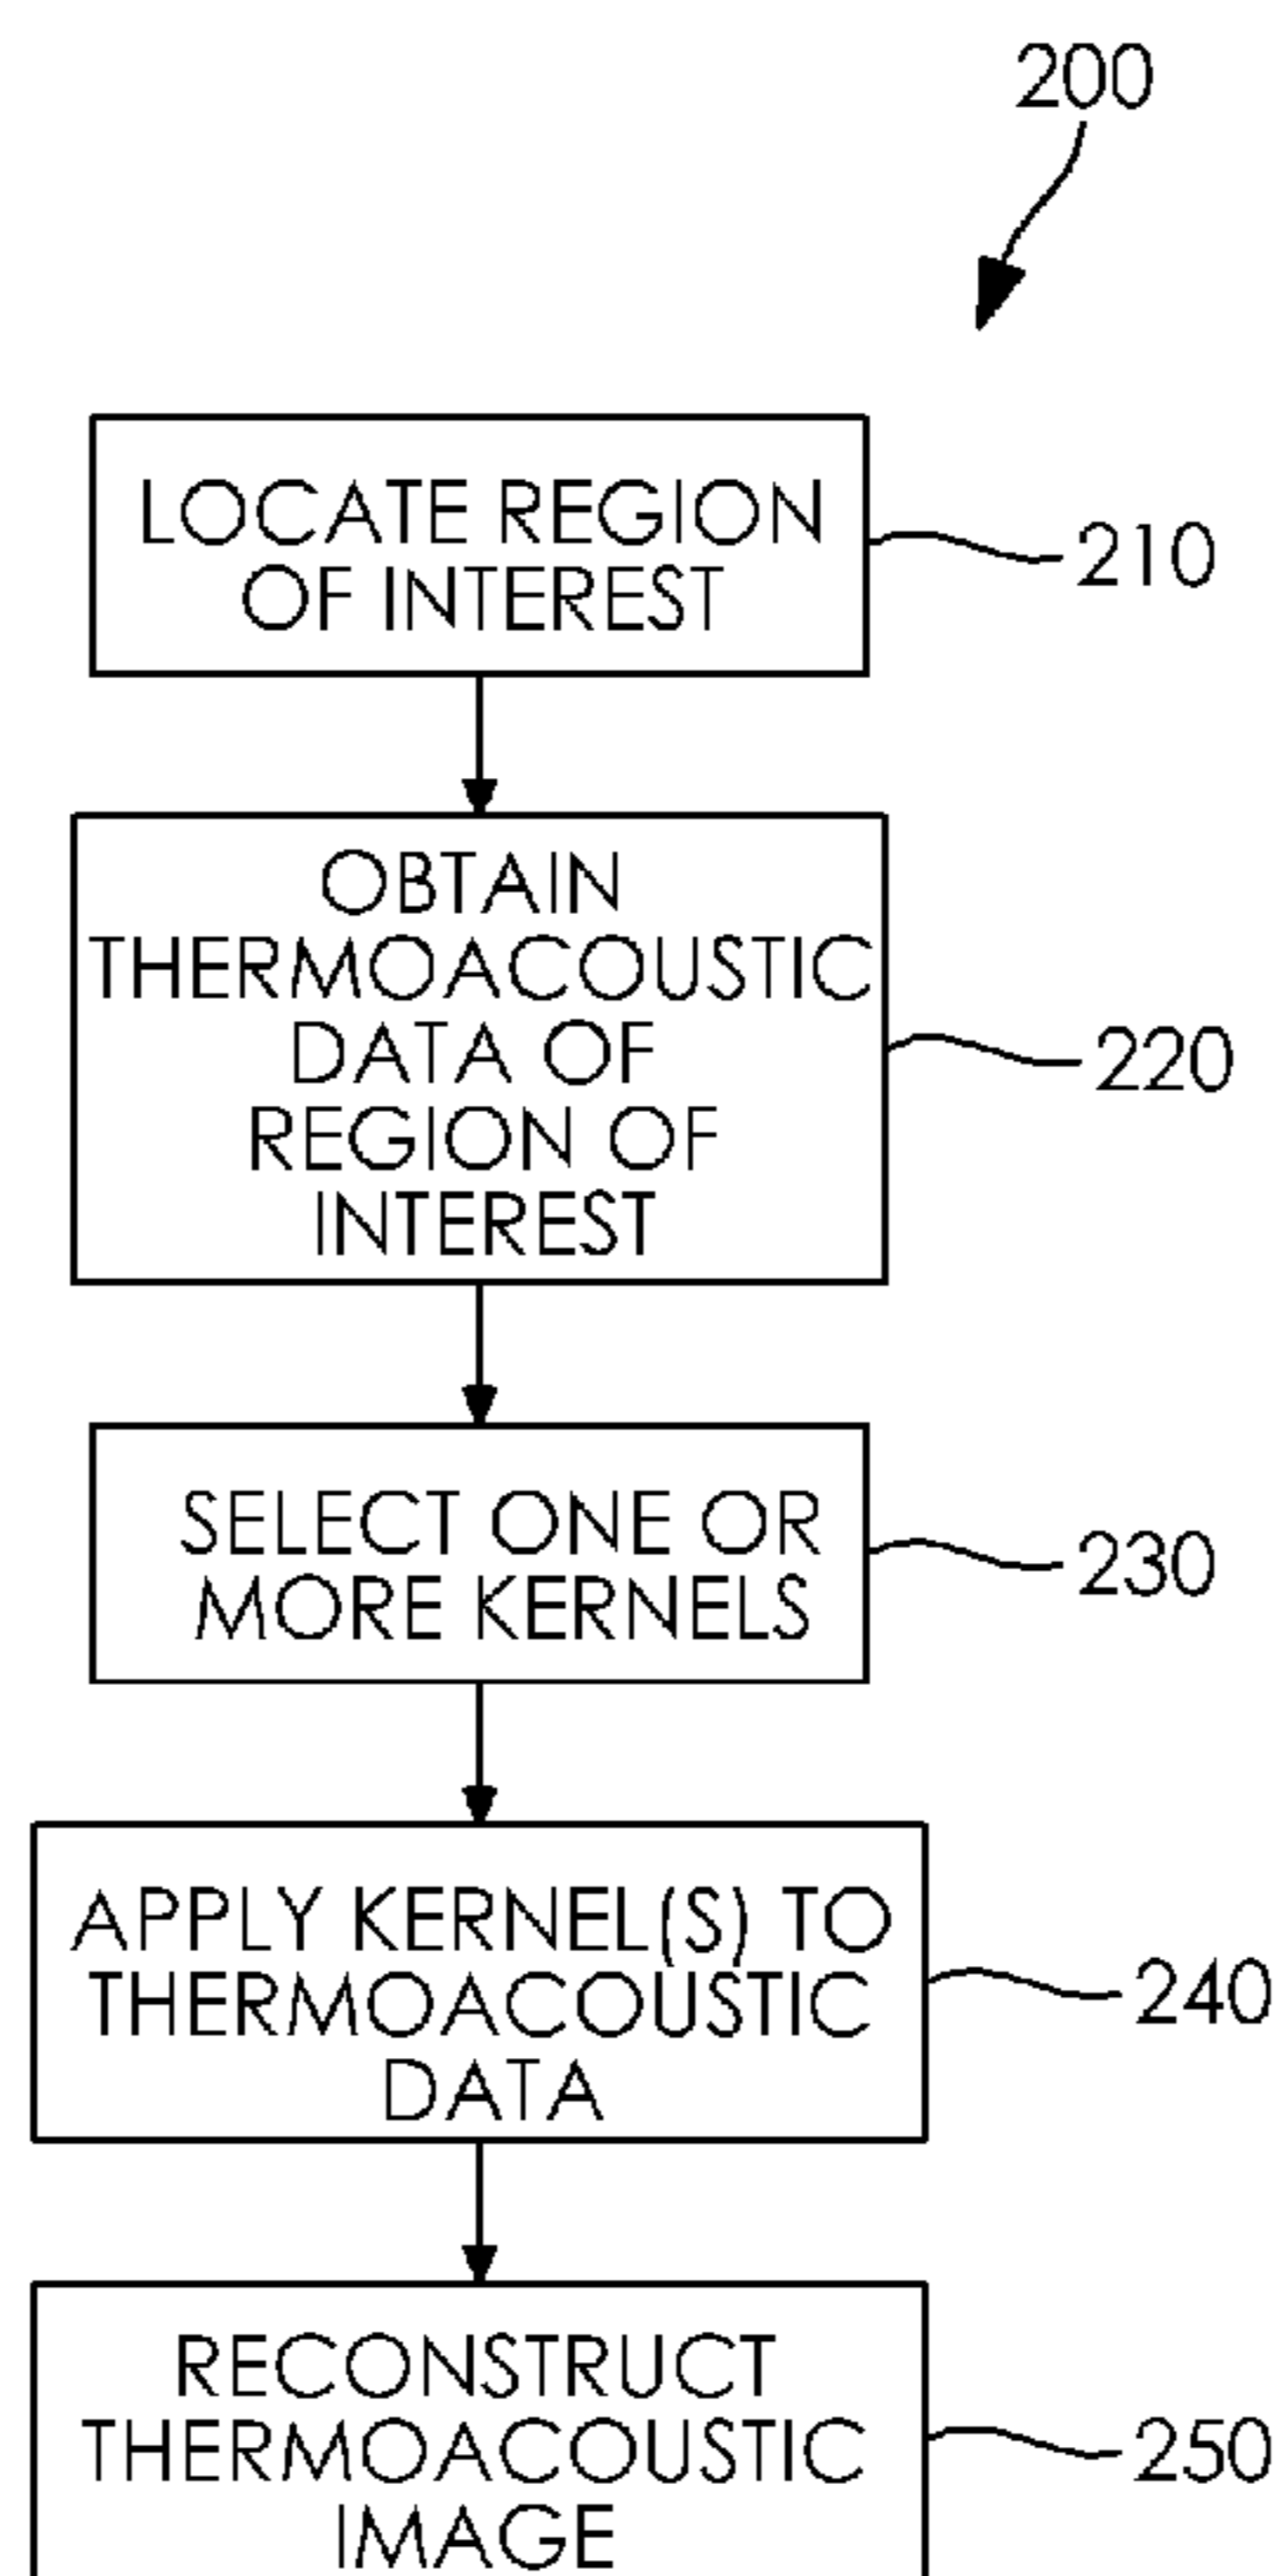 200
LOCATE REGION
OF INTEREST
210
OBTAIN
THERMOACOUSTIC
DATA OF
REGION OF
INTEREST
220
SELECT ONE OR
MORE KERNELS
230
APPLY KERNEL(S) TO
THERMOACOUSTIC
DATA
240
RECONSTRUCT
THERMOACOUSTIC
IMAGE
250